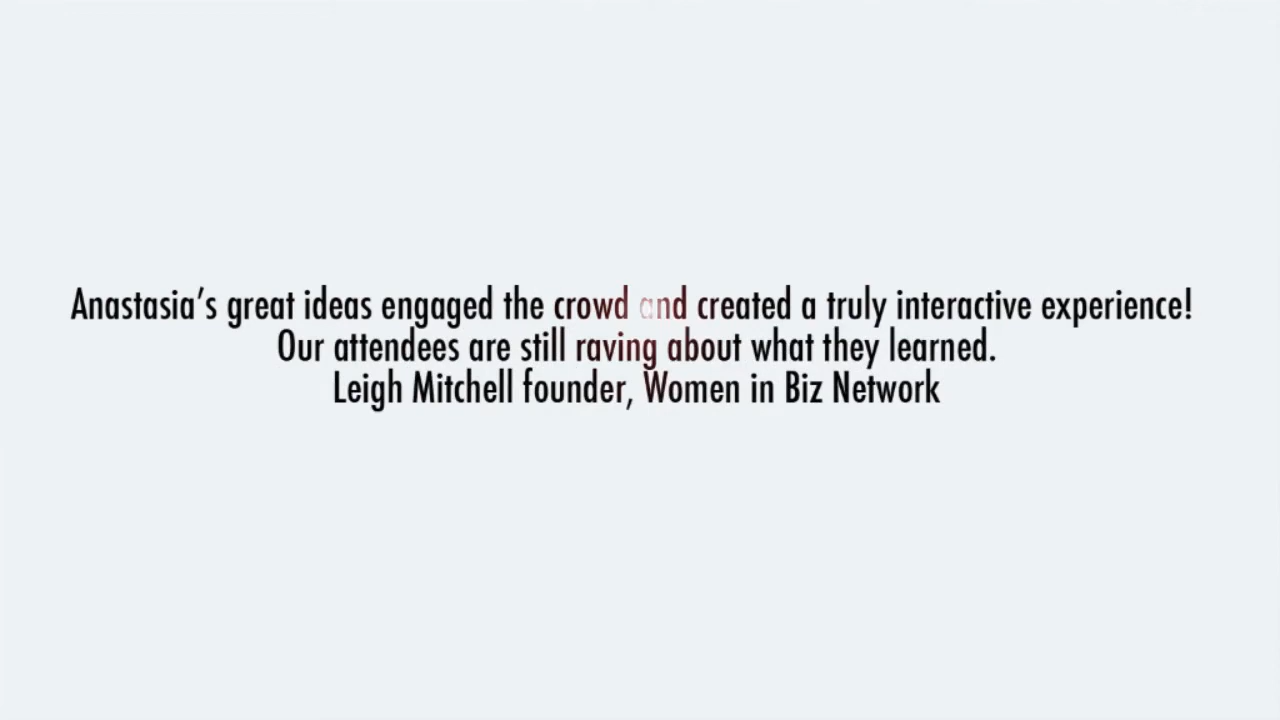 Anastasia’s great ideas engaged the crowd and created a truly interactive experience!
Our attendees are still raving about what they learned.
Leigh Mitchell founder, Women in Biz Network